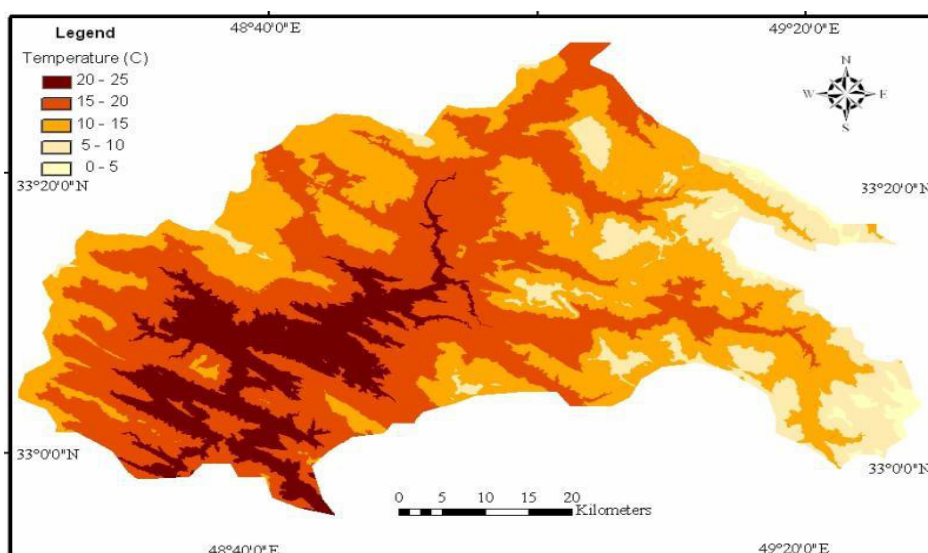 48°40'0"E
49°20'0"E
Legend
Temperature (C)
20 - 25
15 - 20
10 - 15
5 - 10
0 - 5
N
W
E
S
33°20'0"N
33°20'0"N
33°0'0"N
33°0'0"N
0 5 10 15 20
Kilometers
48°40'0"E
49°20'0"E